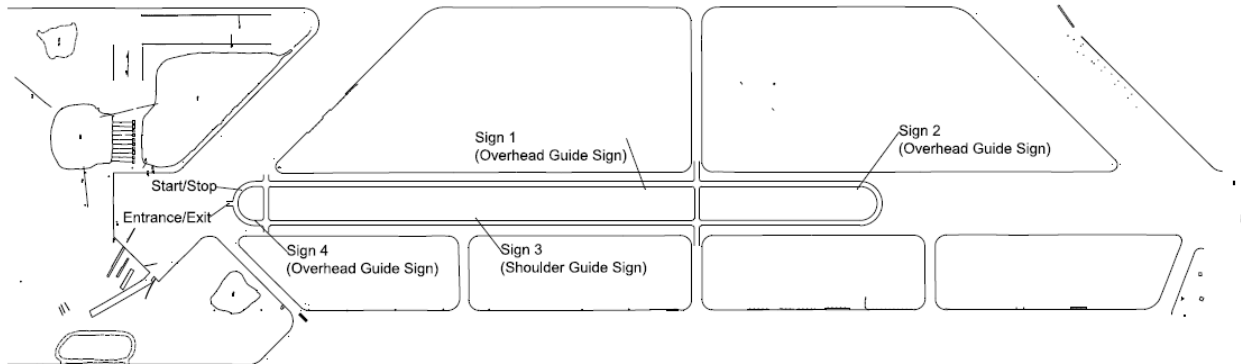 Sign 1
(Overhead Guide Sign)
Sign 2
(Overhead Guide Sign)
Start/Stop
Entrance/Exit
Sign 4
(Overhead Guide Sign)
Sign 3
(Shoulder Guide Sign)